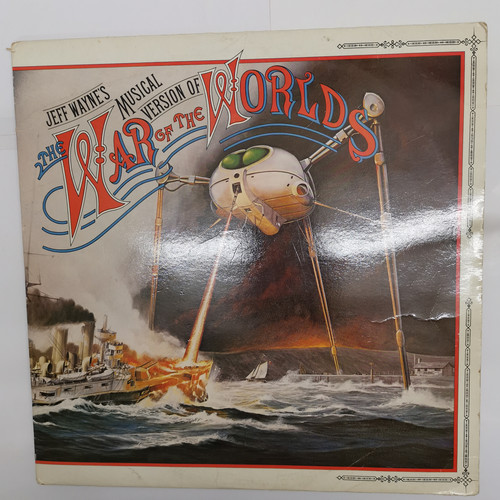 JEFF WAYNE'S
MUSICAL
VERSION OF
THE WAR OF THE WORLDS